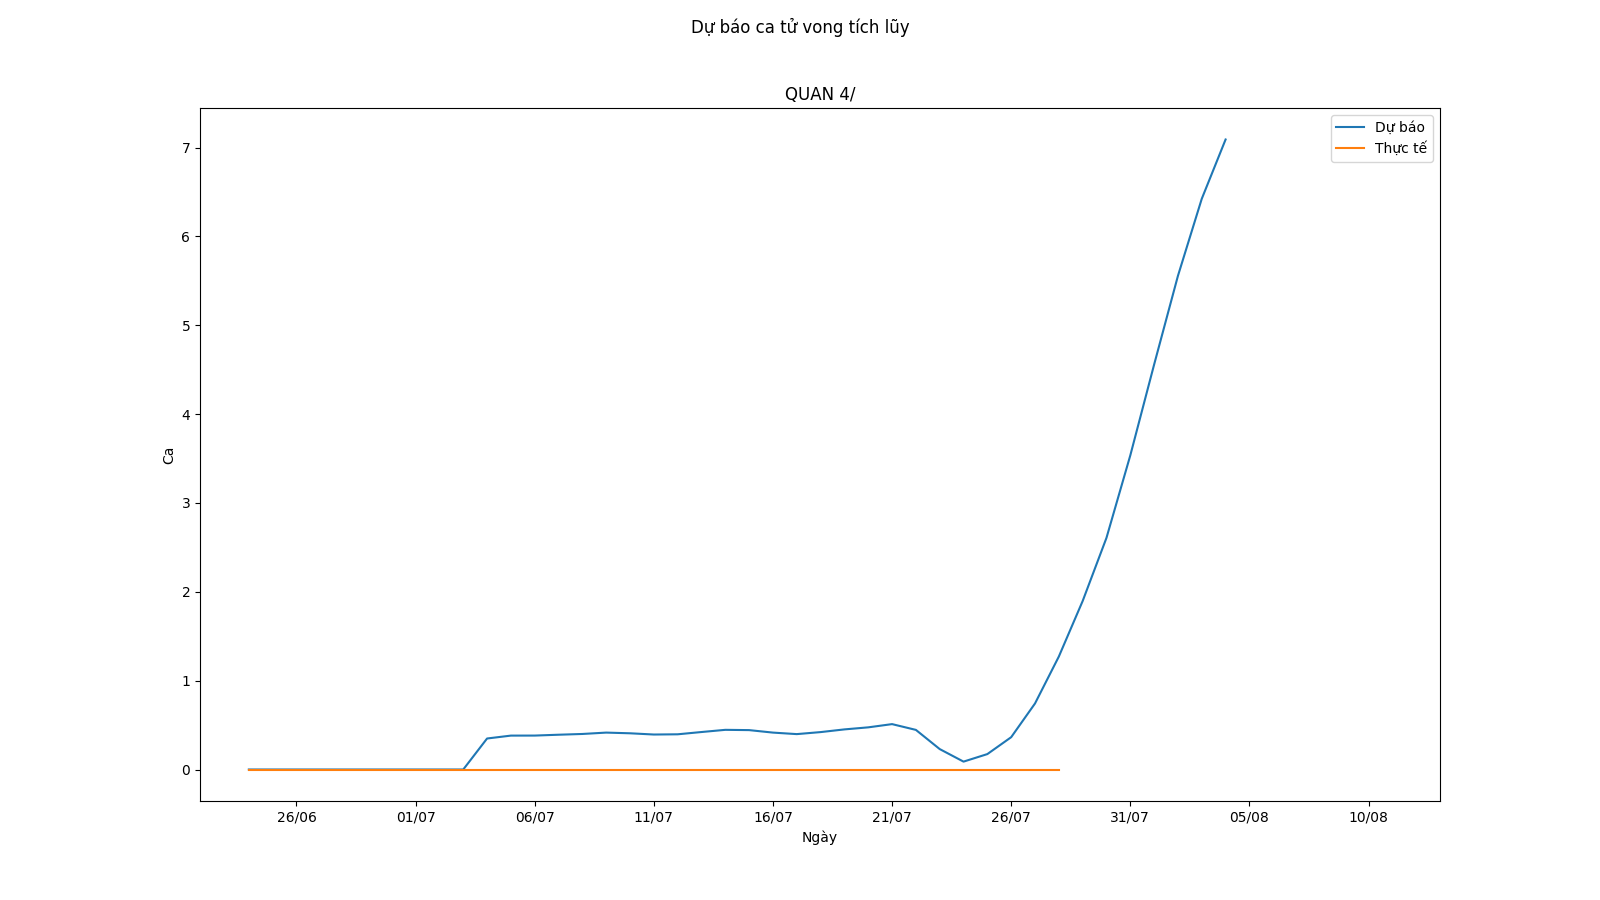 Dự báo ca tử vong tích lũy
QUAN 4/
Dự báo
Thực tế
7
6
5
4
3
2
1
0
Ca
26/06 01/07 06/07 11/07 16/07 21/07 26/07 31/07 05/08 10/08
Ngày